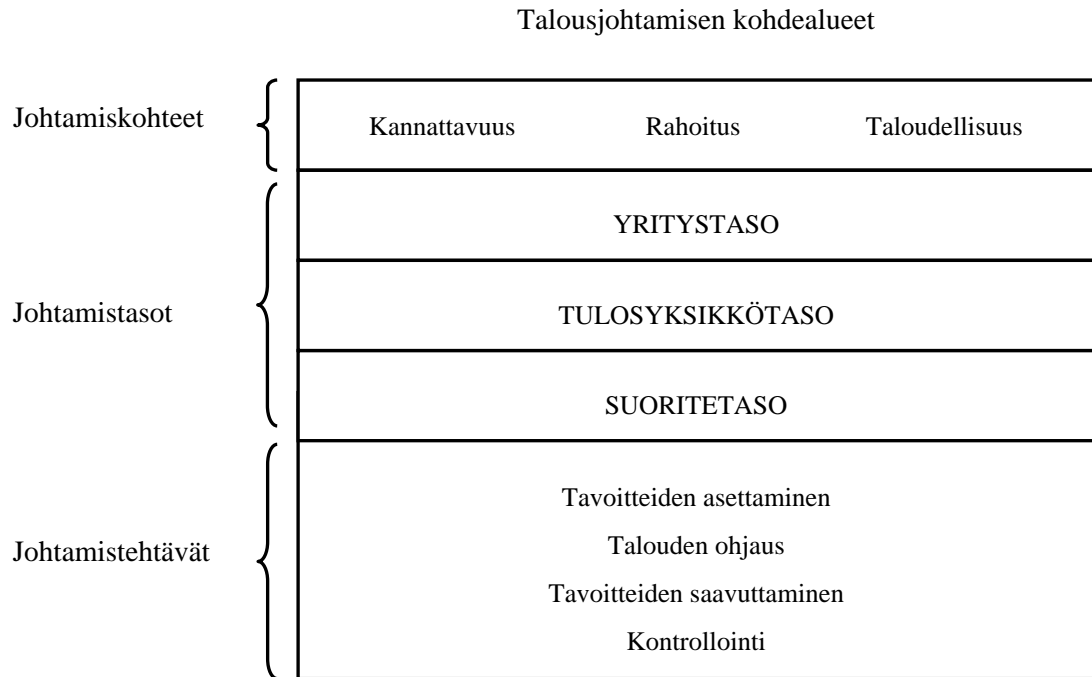 Talousjohtamisen kohdealueet
Johtamiskohteet
Kannattavuus Rahoitus Taloudellisuus
YRITYSTASO
Johtamistasot
TULOSYKSIKKÖTASO
SUORITETASO
Johtamistehtävät
Tavoitteiden asettaminen
Talouden ohjaus
Tavoitteiden saavuttaminen
Kontrollointi